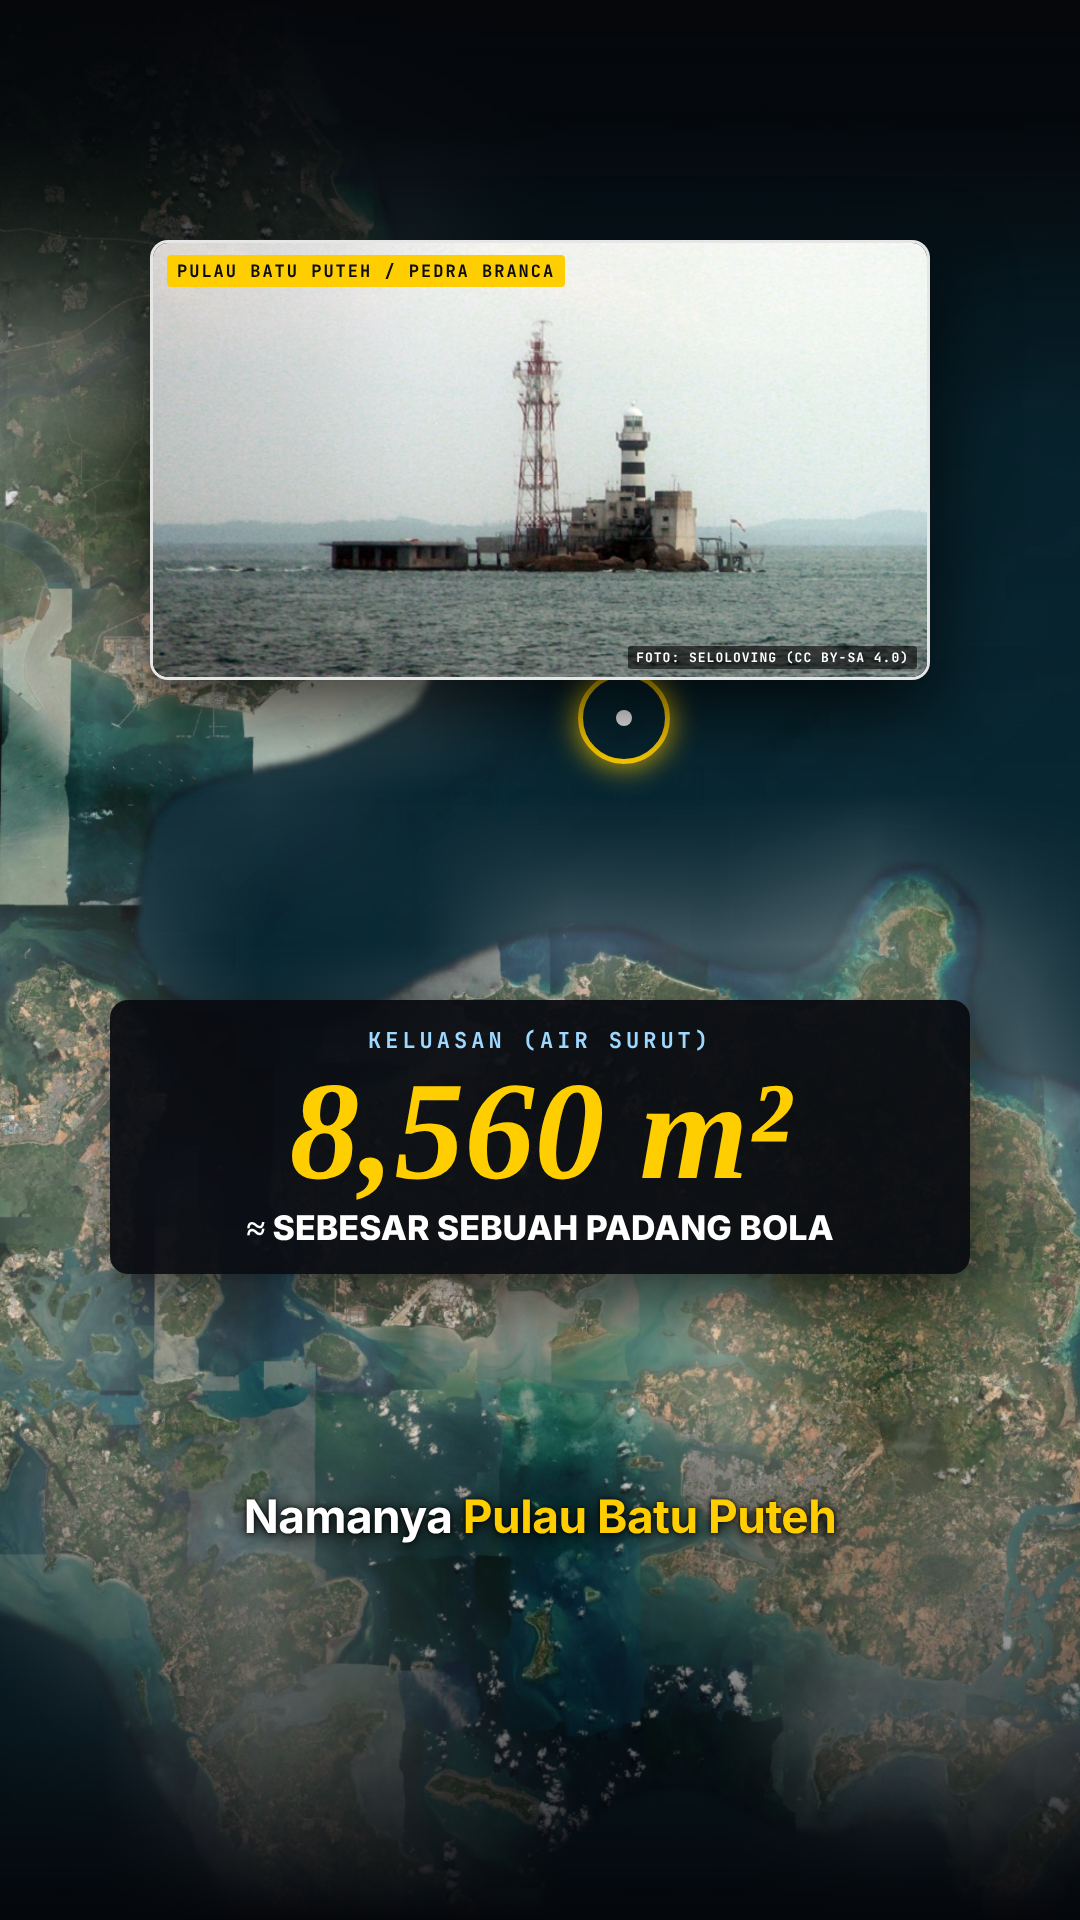 PULAU BATU PUTEH / PEDRA BRANCA
FOTO: SELOLOVING (CC BY-SA 4.0)
KELUASAN (AIR SURUT)
8,560 m²
≈ SEBESAR SEBUAH PADANG BOLA
Namanya Pulau Batu Puteh